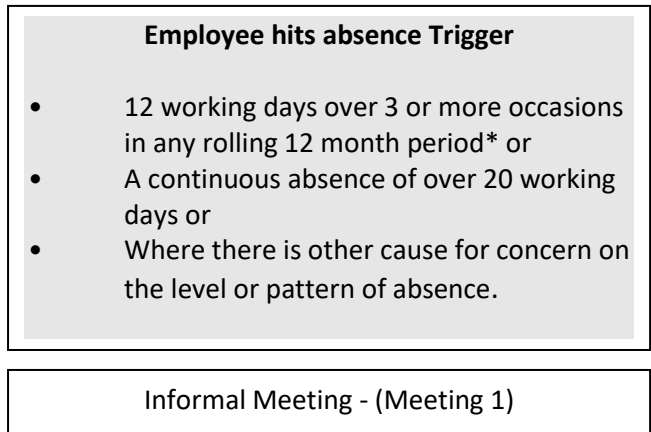 Employee hits absence Trigger
• 12 working days over 3 or more occasions
in any rolling 12 month period* or
• A continuous absence of over 20 working
days or
• Where there is other cause for concern on
the level or pattern of absence.
Informal Meeting - (Meeting 1)